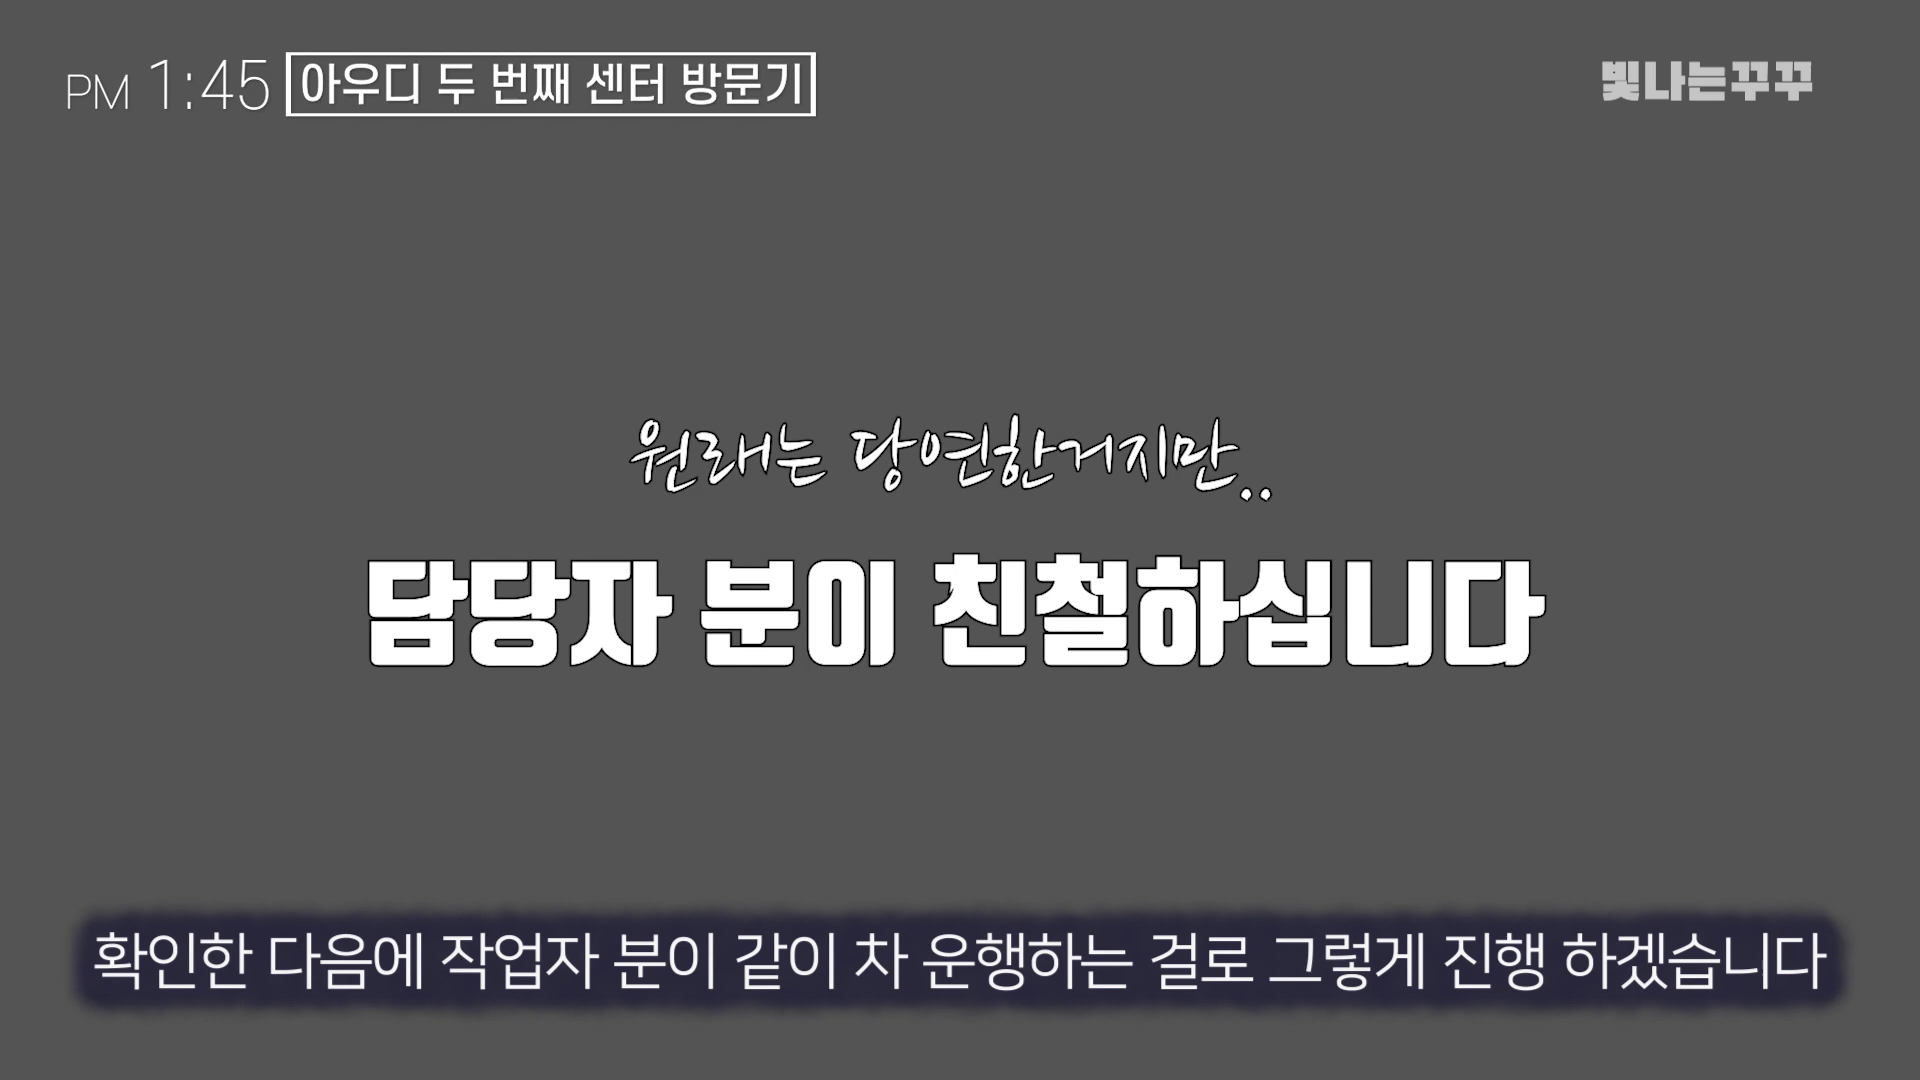 PM 1:45 아우디 두 번째 센터 방문기
빛나는꾸꾸
원래는 당연한거지만..
담당자 분이 친철하십니다
확인한 다음에 작업자 분이 같이 차 운행하는 걸로 그렇게 진행 하겠습니다